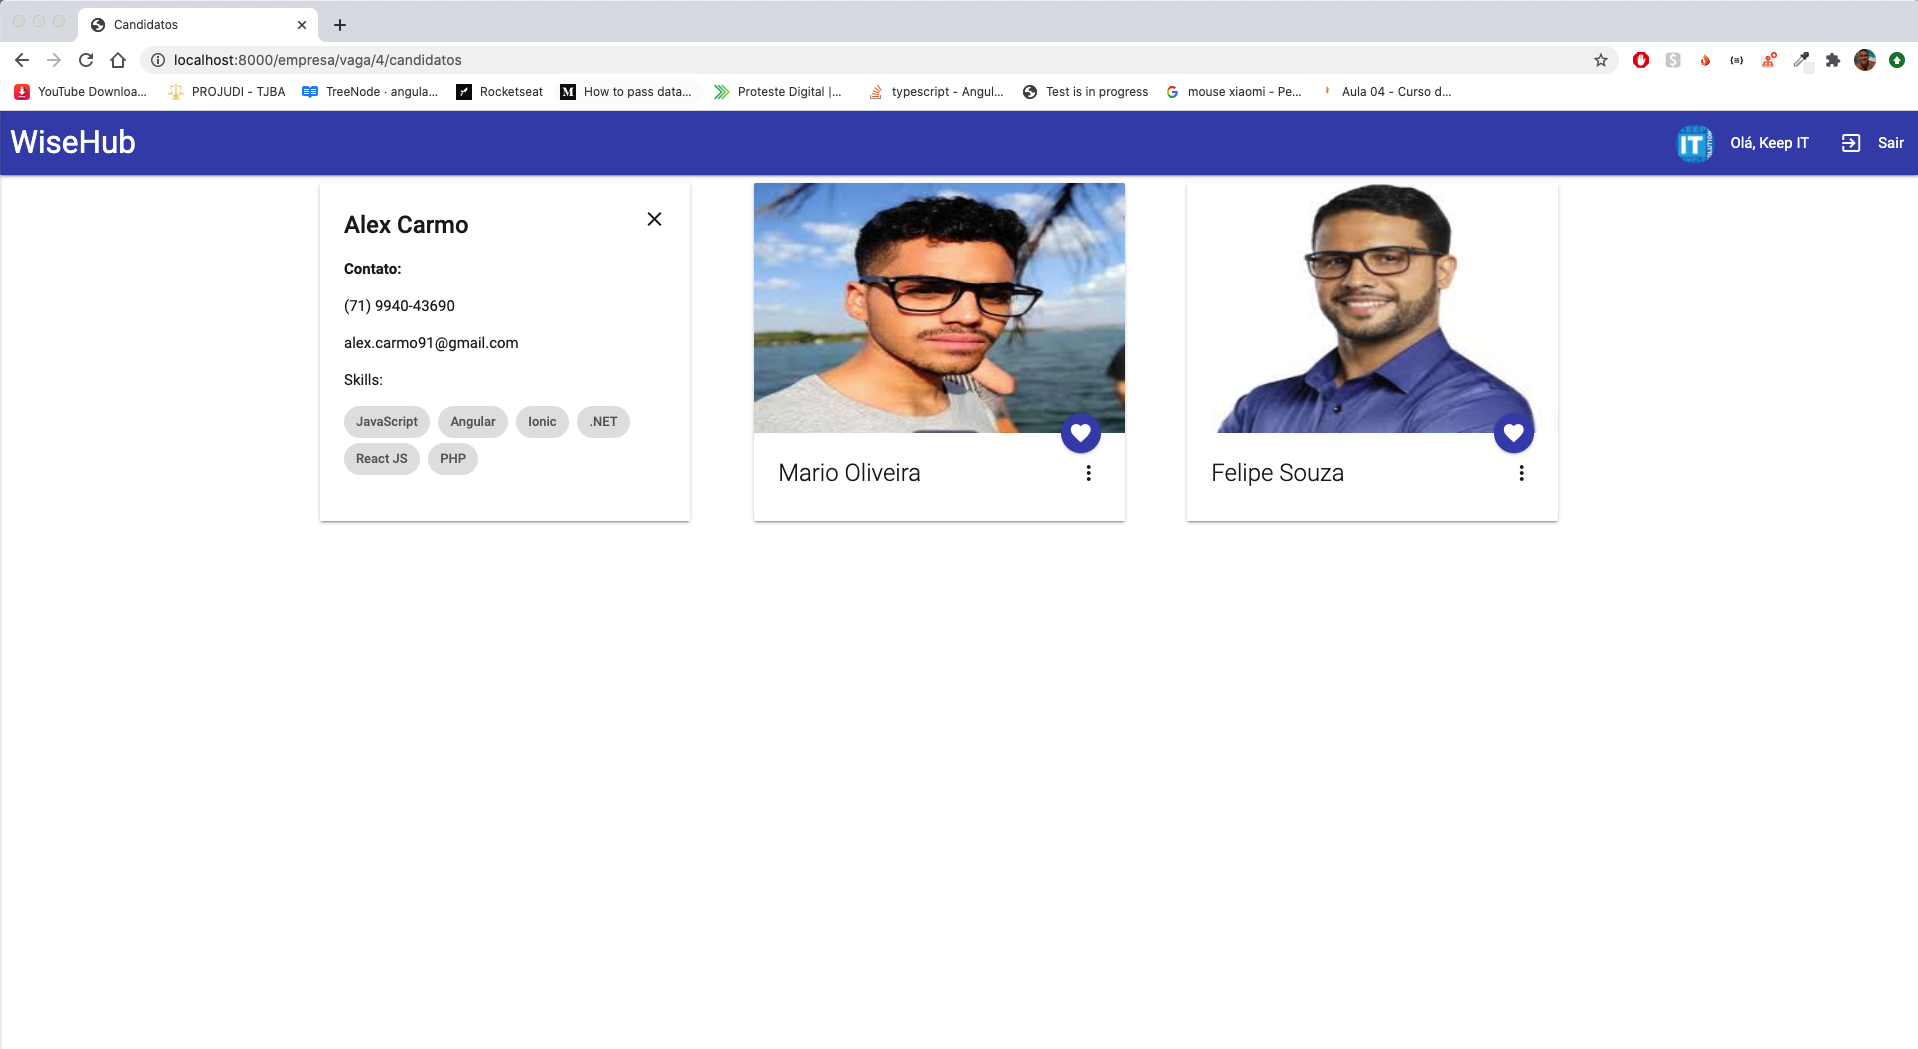 Candidatos
localhost:8000/empresa/vaga/4/candidatos
YouTube Downloa... PROJUDI - TJBA TreeNode · angula... Rocketseat How to pass data... Proteste Digital |... typescript - Angul... Test is in progress mouse xiaomi - Pe... Aula 04 - Curso d...
WiseHub
IT
Olá, Keep IT
Sair
Alex Carmo
Contato:
(71) 9940-43690
alex.carmo91@gmail.com
Skills:
JavaScript Angular Ionic .NET
React JS PHP
Mario Oliveira
Felipe Souza